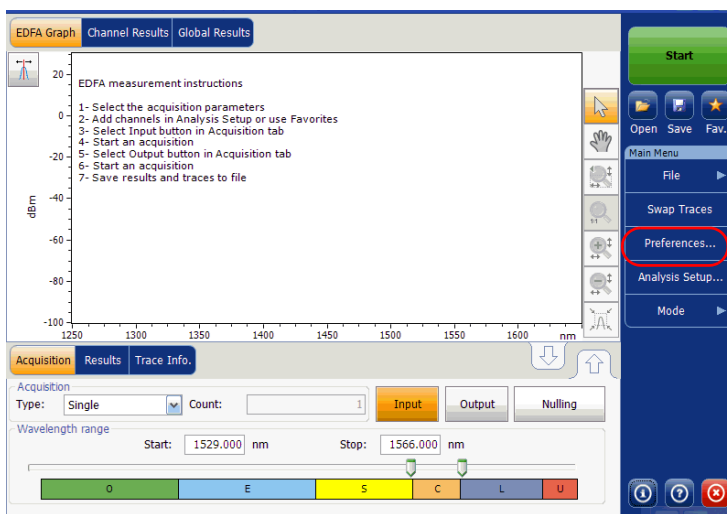 EDFA Graph Channel Results Global Results
EDFA measurement instructions
1- Select the acquisition parameters
2- Add channels in Analysis Setup or use Favorites
3- Select Input button in Acquisition tab
4- Start an acquisition
5- Select Output button in Acquisition tab
6- Start an acquisition
7- Save results and traces to file
20
0
-20
-40
-60
-80
-100
dBm
1250 1300 1350 1400 1450 1500 1550 1600 nm
1:1
Start
Open Save Fav.
Main Menu
File
Swap Traces
Preferences...
Analysis Setup...
Mode
Acquisition Results Trace Info.
Acquisition
Type: Single Count: 1 Input Output Nulling
Wavelength range
Start: 1529.000 nm Stop: 1566.000 nm
O E S C L U